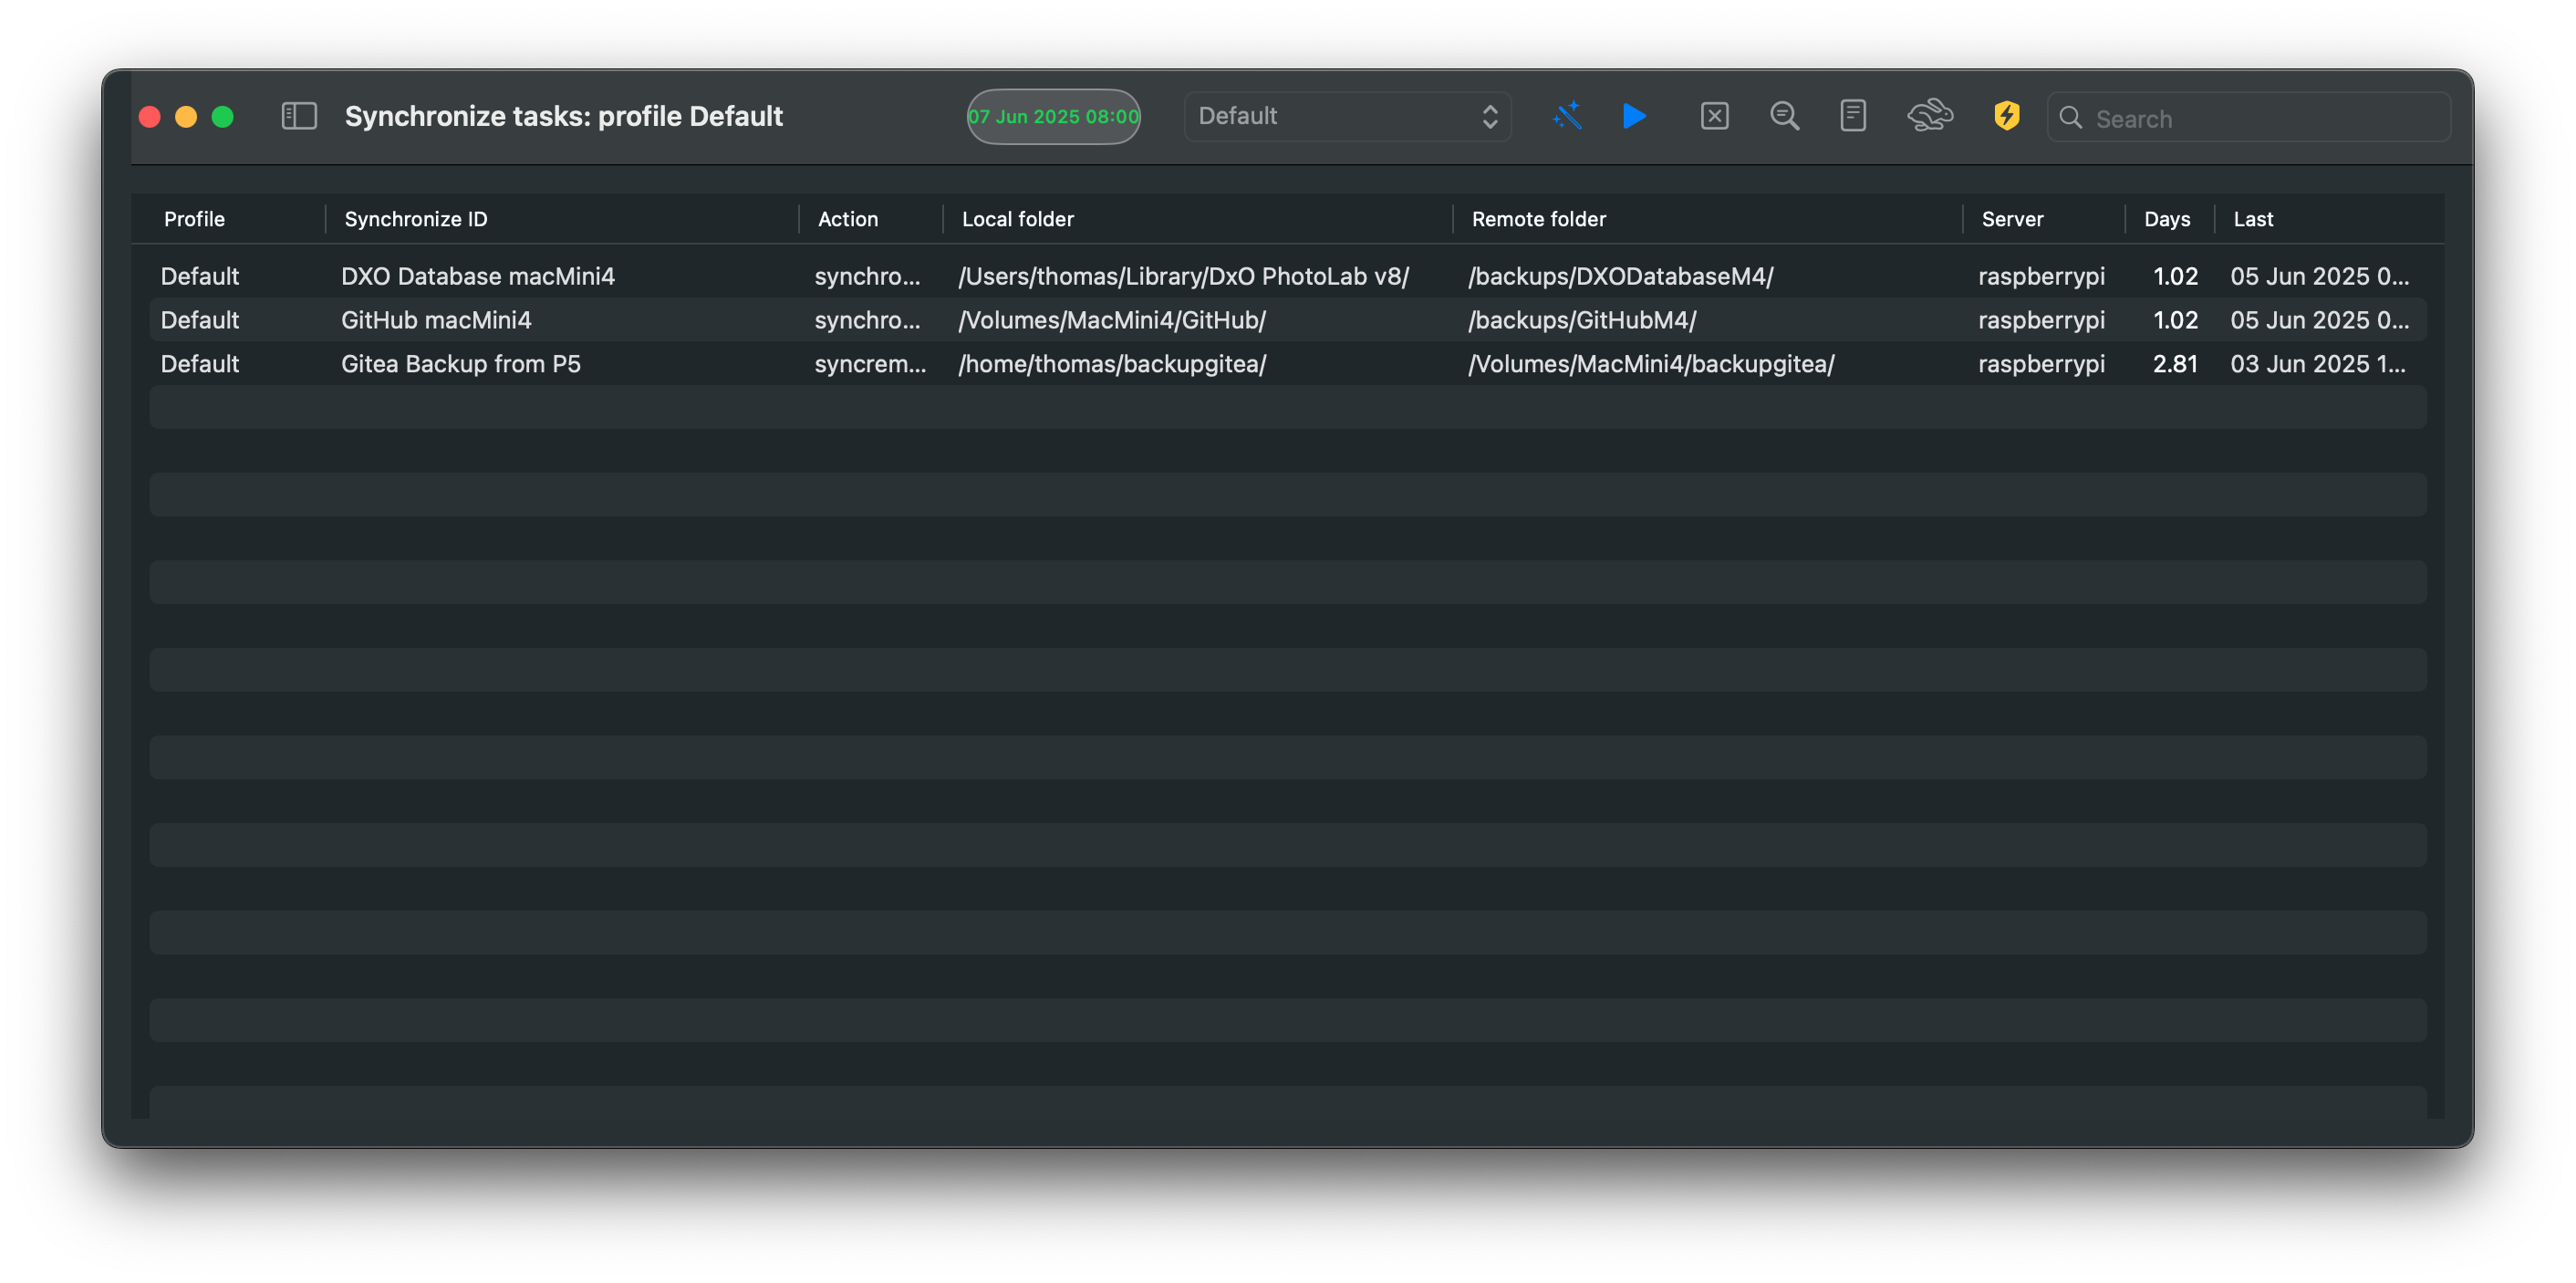 Synchronize tasks: profile Default 07 Jun 2025 08:00 Default Search
Profile Synchronize ID Action Local folder Remote folder Server Days Last
Default DXO Database macMini4 synchro... /Users/thomas/Library/DxO PhotoLab v8/ /backups/DXODatabaseM4/ raspberrypi 1.02 05 Jun 2025 0...
Default GitHub macMini4 synchro... /Volumes/MacMini4/GitHub/ /backups/GitHubM4/ raspberrypi 1.02 05 Jun 2025 0...
Default Gitea Backup from P5 syncrem... /home/thomas/backupgitea/ /Volumes/MacMini4/backupgitea/ raspberrypi 2.81 03 Jun 2025 1...